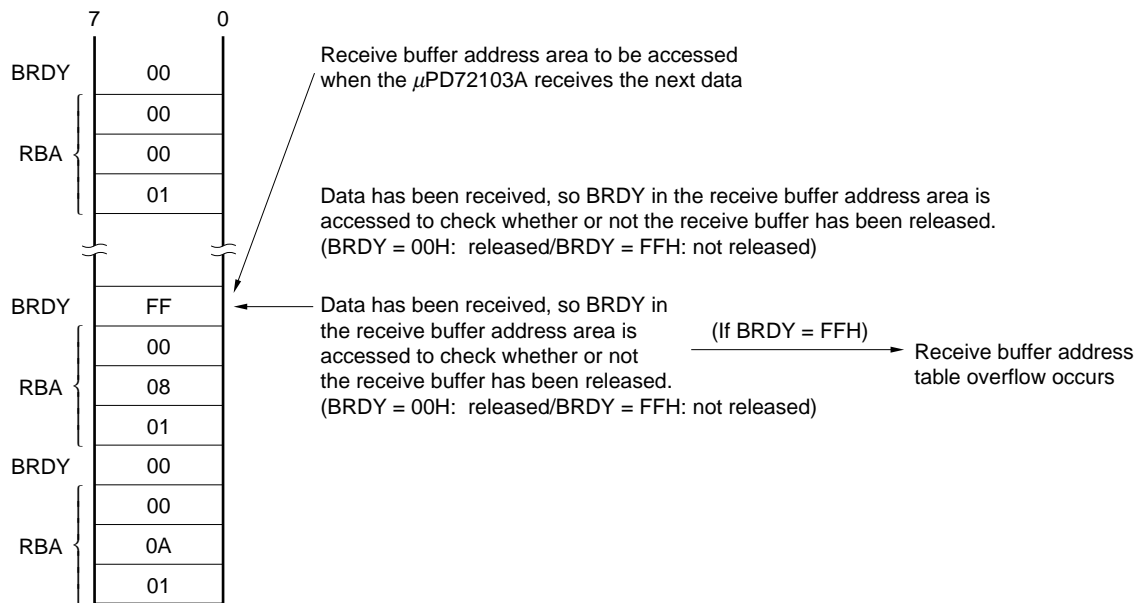 7 0
Receive buffer address area to be accessed
when the μPD72103A receives the next data
BRDY 00
00
RBA 00
01
Data has been received, so BRDY in the receive buffer address area is
accessed to check whether or not the receive buffer has been released.
(BRDY = 00H: released/BRDY = FFH: not released)
BRDY FF
00
RBA 08
01
Data has been received, so BRDY in
the receive buffer address area is
accessed to check whether or not
the receive buffer has been released.
(BRDY = 00H: released/BRDY = FFH: not released)
(If BRDY = FFH)
Receive buffer address
table overflow occurs
BRDY 00
00
RBA 0A
01